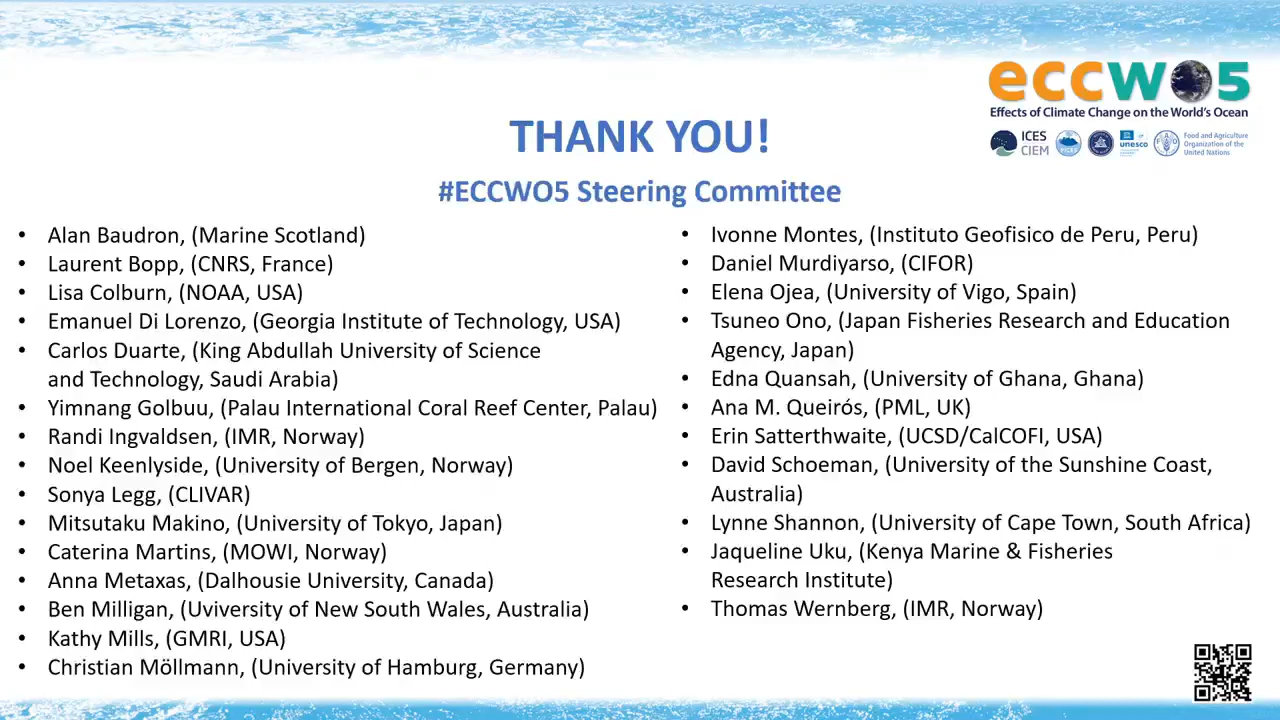 eccwo5
Effects of Climate Change on the World's Ocean
ICES
CIEM
unesco
Food and Agriculture
Organization of the
United Nations
THANK YOU!
#ECCWO5 Steering Committee
• Alan Baudron, (Marine Scotland)
• Laurent Bopp, (CNRS, France)
• Lisa Colburn, (NOAA, USA)
• Emanuel Di Lorenzo, (Georgia Institute of Technology, USA)
• Carlos Duarte, (King Abdullah University of Science
and Technology, Saudi Arabia)
• Yimnang Golbuu, (Palau International Coral Reef Center, Palau)
• Randi Ingvaldsen, (IMR, Norway)
• Noel Keenlyside, (University of Bergen, Norway)
• Sonya Legg, (CLIVAR)
• Mitsutaku Makino, (University of Tokyo, Japan)
• Caterina Martins, (MOWI, Norway)
• Anna Metaxas, (Dalhousie University, Canada)
• Ben Milligan, (Uviversity of New South Wales, Australia)
• Kathy Mills, (GMRI, USA)
• Christian Möllmann, (University of Hamburg, Germany)
• Ivonne Montes, (Instituto Geofisico de Peru, Peru)
• Daniel Murdiyarso, (CIFOR)
• Elena Ojea, (University of Vigo, Spain)
• Tsuneo Ono, (Japan Fisheries Research and Education
Agency, Japan)
• Edna Quansah, (University of Ghana, Ghana)
• Ana M. Queirós, (PML, UK)
• Erin Satterthwaite, (UCSD/CalCOFI, USA)
• David Schoeman, (University of the Sunshine Coast,
Australia)
• Lynne Shannon, (University of Cape Town, South Africa)
• Jaqueline Uku, (Kenya Marine & Fisheries
Research Institute)
• Thomas Wernberg, (IMR, Norway)